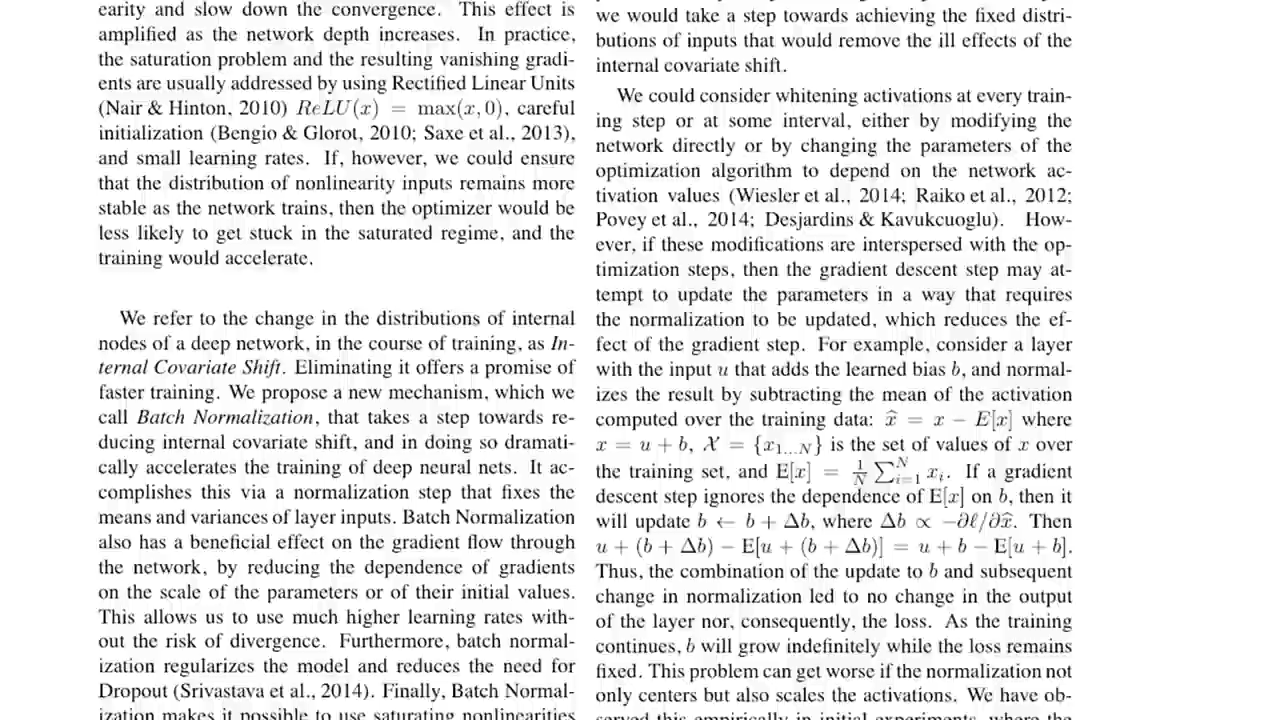 earity and slow down the convergence. This effect is
amplified as the network depth increases. In practice,
the saturation problem and the resulting vanishing gradi-
ents are usually addressed by using Rectified Linear Units
(Nair & Hinton, 2010) ReLU(x) = max(x, 0), careful
initialization (Bengio & Glorot, 2010; Saxe et al., 2013),
and small learning rates. If, however, we could ensure
that the distribution of nonlinearity inputs remains more
stable as the network trains, then the optimizer would be
less likely to get stuck in the saturated regime, and the
training would accelerate.
We refer to the change in the distributions of internal
nodes of a deep network, in the course of training, as In-
ternal Covariate Shift. Eliminating it offers a promise of
faster training. We propose a new mechanism, which we
call Batch Normalization, that takes a step towards re-
ducing internal covariate shift, and in doing so dramati-
cally accelerates the training of deep neural nets. It ac-
complishes this via a normalization step that fixes the
means and variances of layer inputs. Batch Normalization
also has a beneficial effect on the gradient flow through
the network, by reducing the dependence of gradients
on the scale of the parameters or of their initial values.
This allows us to use much higher learning rates with-
out the risk of divergence. Furthermore, batch normal-
ization regularizes the model and reduces the need for
Dropout (Srivastava et al., 2014). Finally, Batch Normal-
ization makes it possible to use saturating nonlinearities
we would take a step towards achieving the fixed distri-
butions of inputs that would remove the ill effects of the
internal covariate shift.
We could consider whitening activations at every train-
ing step or at some interval, either by modifying the
network directly or by changing the parameters of the
optimization algorithm to depend on the network ac-
tivation values (Wiesler et al., 2014; Raiko et al., 2012;
Povey et al., 2014; Desjardins & Kavukcuoglu). How-
ever, if these modifications are interspersed with the op-
timization steps, then the gradient descent step may at-
tempt to update the parameters in a way that requires
the normalization to be updated, which reduces the ef-
fect of the gradient step. For example, consider a layer
with the input u that adds the learned bias b, and normal-
izes the result by subtracting the mean of the activation
computed over the training data: x̂ = x − E[x] where
x = u + b, 𝒳 = {x₁...N} is the set of values of x over
the training set, and E[x] = 1/N ∑ᴺᵢ₌₁ xᵢ. If a gradient
descent step ignores the dependence of E[x] on b, then it
will update b ← b + Δb, where Δb ∝ −∂ℓ/∂x̂. Then
u + (b + Δb) − E[u + (b + Δb)] = u + b − E[u + b].
Thus, the combination of the update to b and subsequent
change in normalization led to no change in the output
of the layer nor, consequently, the loss. As the training
continues, b will grow indefinitely while the loss remains
fixed. This problem can get worse if the normalization not
only centers but also scales the activations. We have ob-
served this empirically in initial experiments, where the